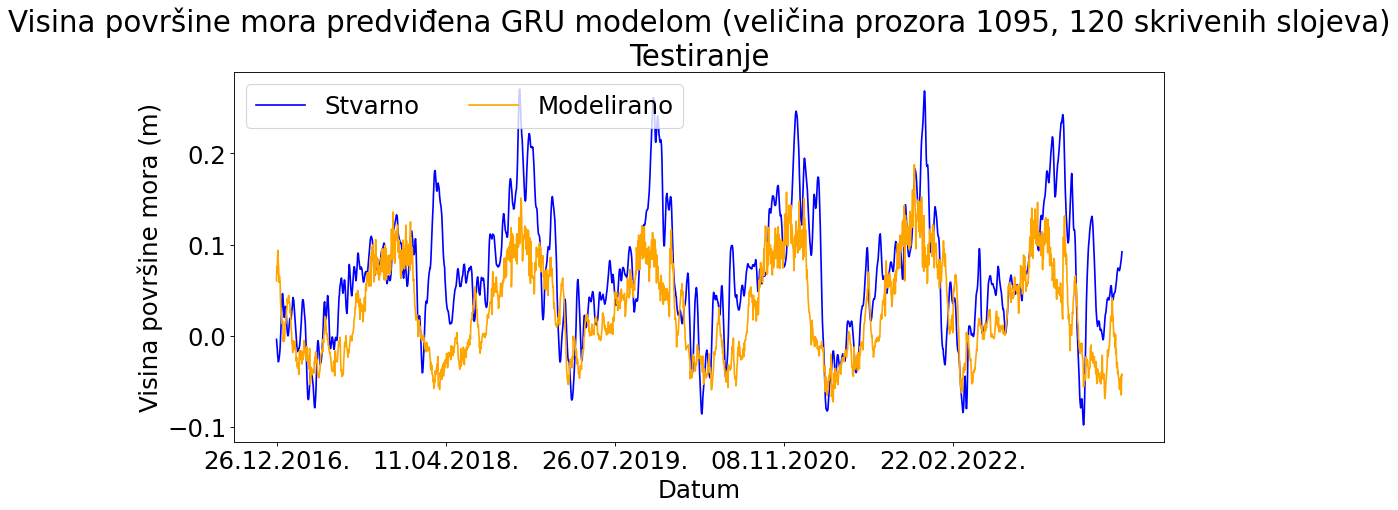 Visina površine mora predviđena GRU modelom (veličina prozora 1095, 120 skrivenih slojeva)
Testiranje
Stvarno
Modelirano
Visina površine mora (m)
0.2
0.1
0.0
−0.1
26.12.2016.
11.04.2018.
26.07.2019.
08.11.2020.
22.02.2022.
Datum